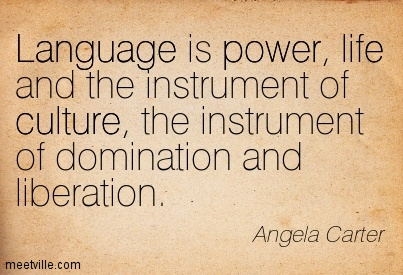 Language is power, life
and the instrument of
culture, the instrument
of domination and
liberation.
Angela Carter
meetville.com